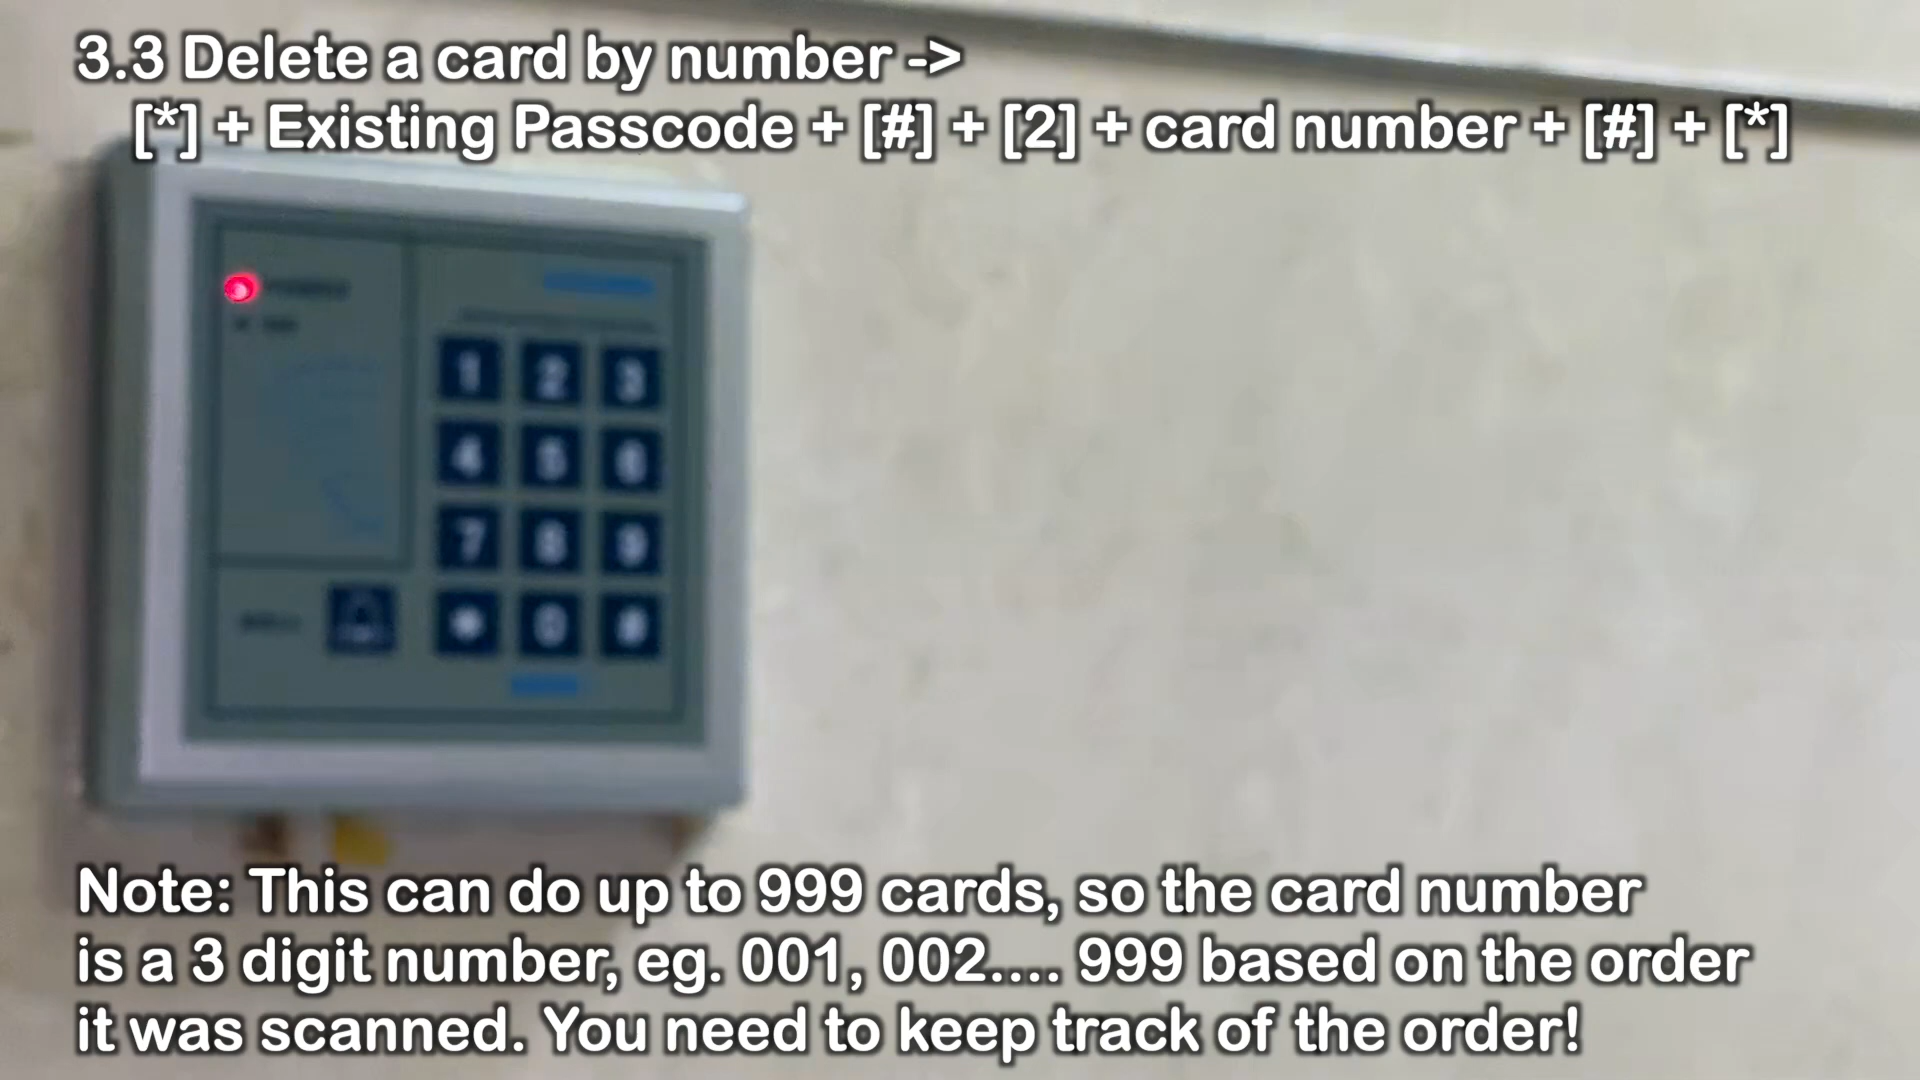 3.3 Delete a card by number ->
[*] + Existing Passcode + [#] + [2] + card number + [#] + [*]
1 2 3
4 5 6
7 8 9
* 0 #
Note: This can do up to 999 cards, so the card number
is a 3 digit number, eg. 001, 002.... 999 based on the order
it was scanned. You need to keep track of the order!